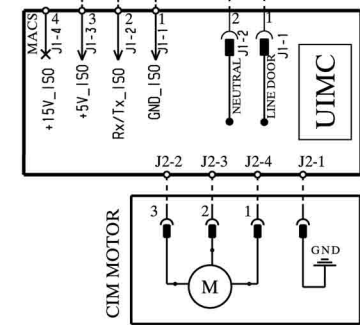 MACS
4 3 2 1 2 1
J1-4 J1-3 J1-2 J1-1 J1-2 J1-1
+15V_ISO
+5V_ISO
Rx/Tx_ISO
GND_ISO
NEUTRAL
LINE DOOR
UIMC
J2-2 J2-3 J2-4 J2-1
CIM MOTOR
3 2 1
GND
M